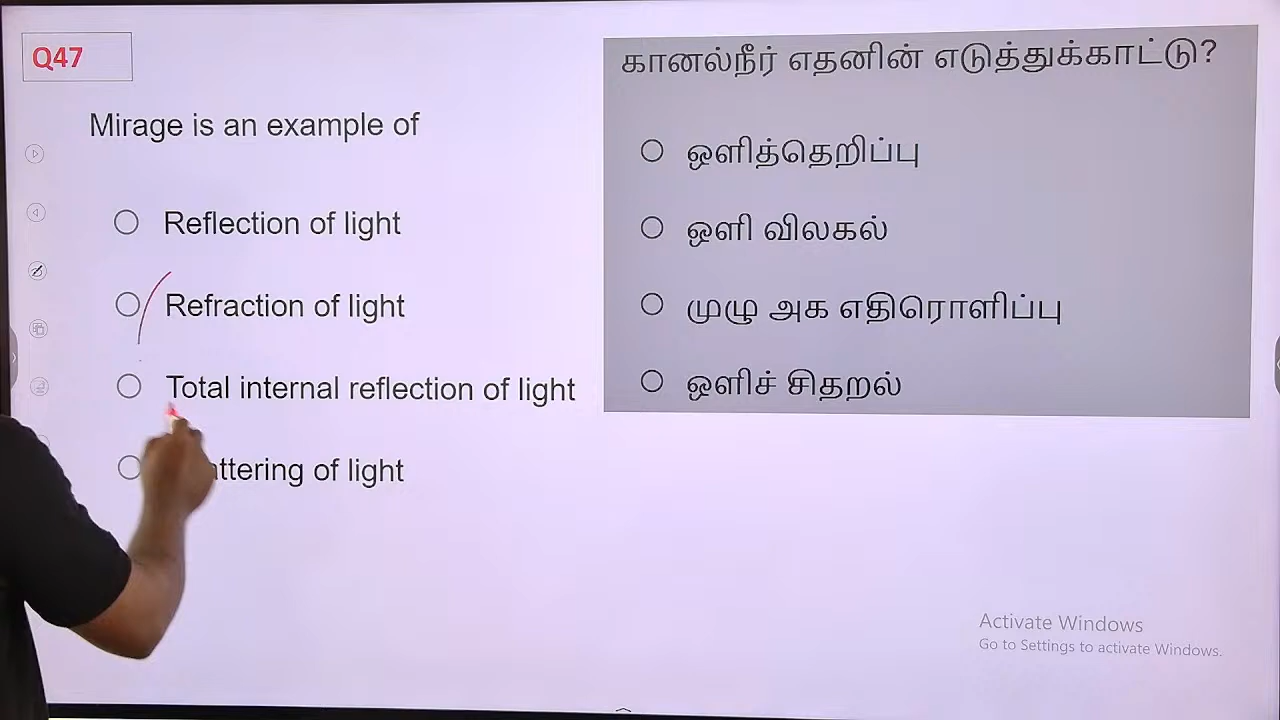 Q47
Mirage is an example of
Reflection of light
Refraction of light
Total internal reflection of light
of light
கானல்நீர் எதனின் எடுத்துக்காட்டு?
ஒளித்தெறிப்பு
ஒளி விலகல்
முழு அக எதிரொளிப்பு
ஒளிச் சிதறல்
Activate Windows
Go to Settings to activate Windows.